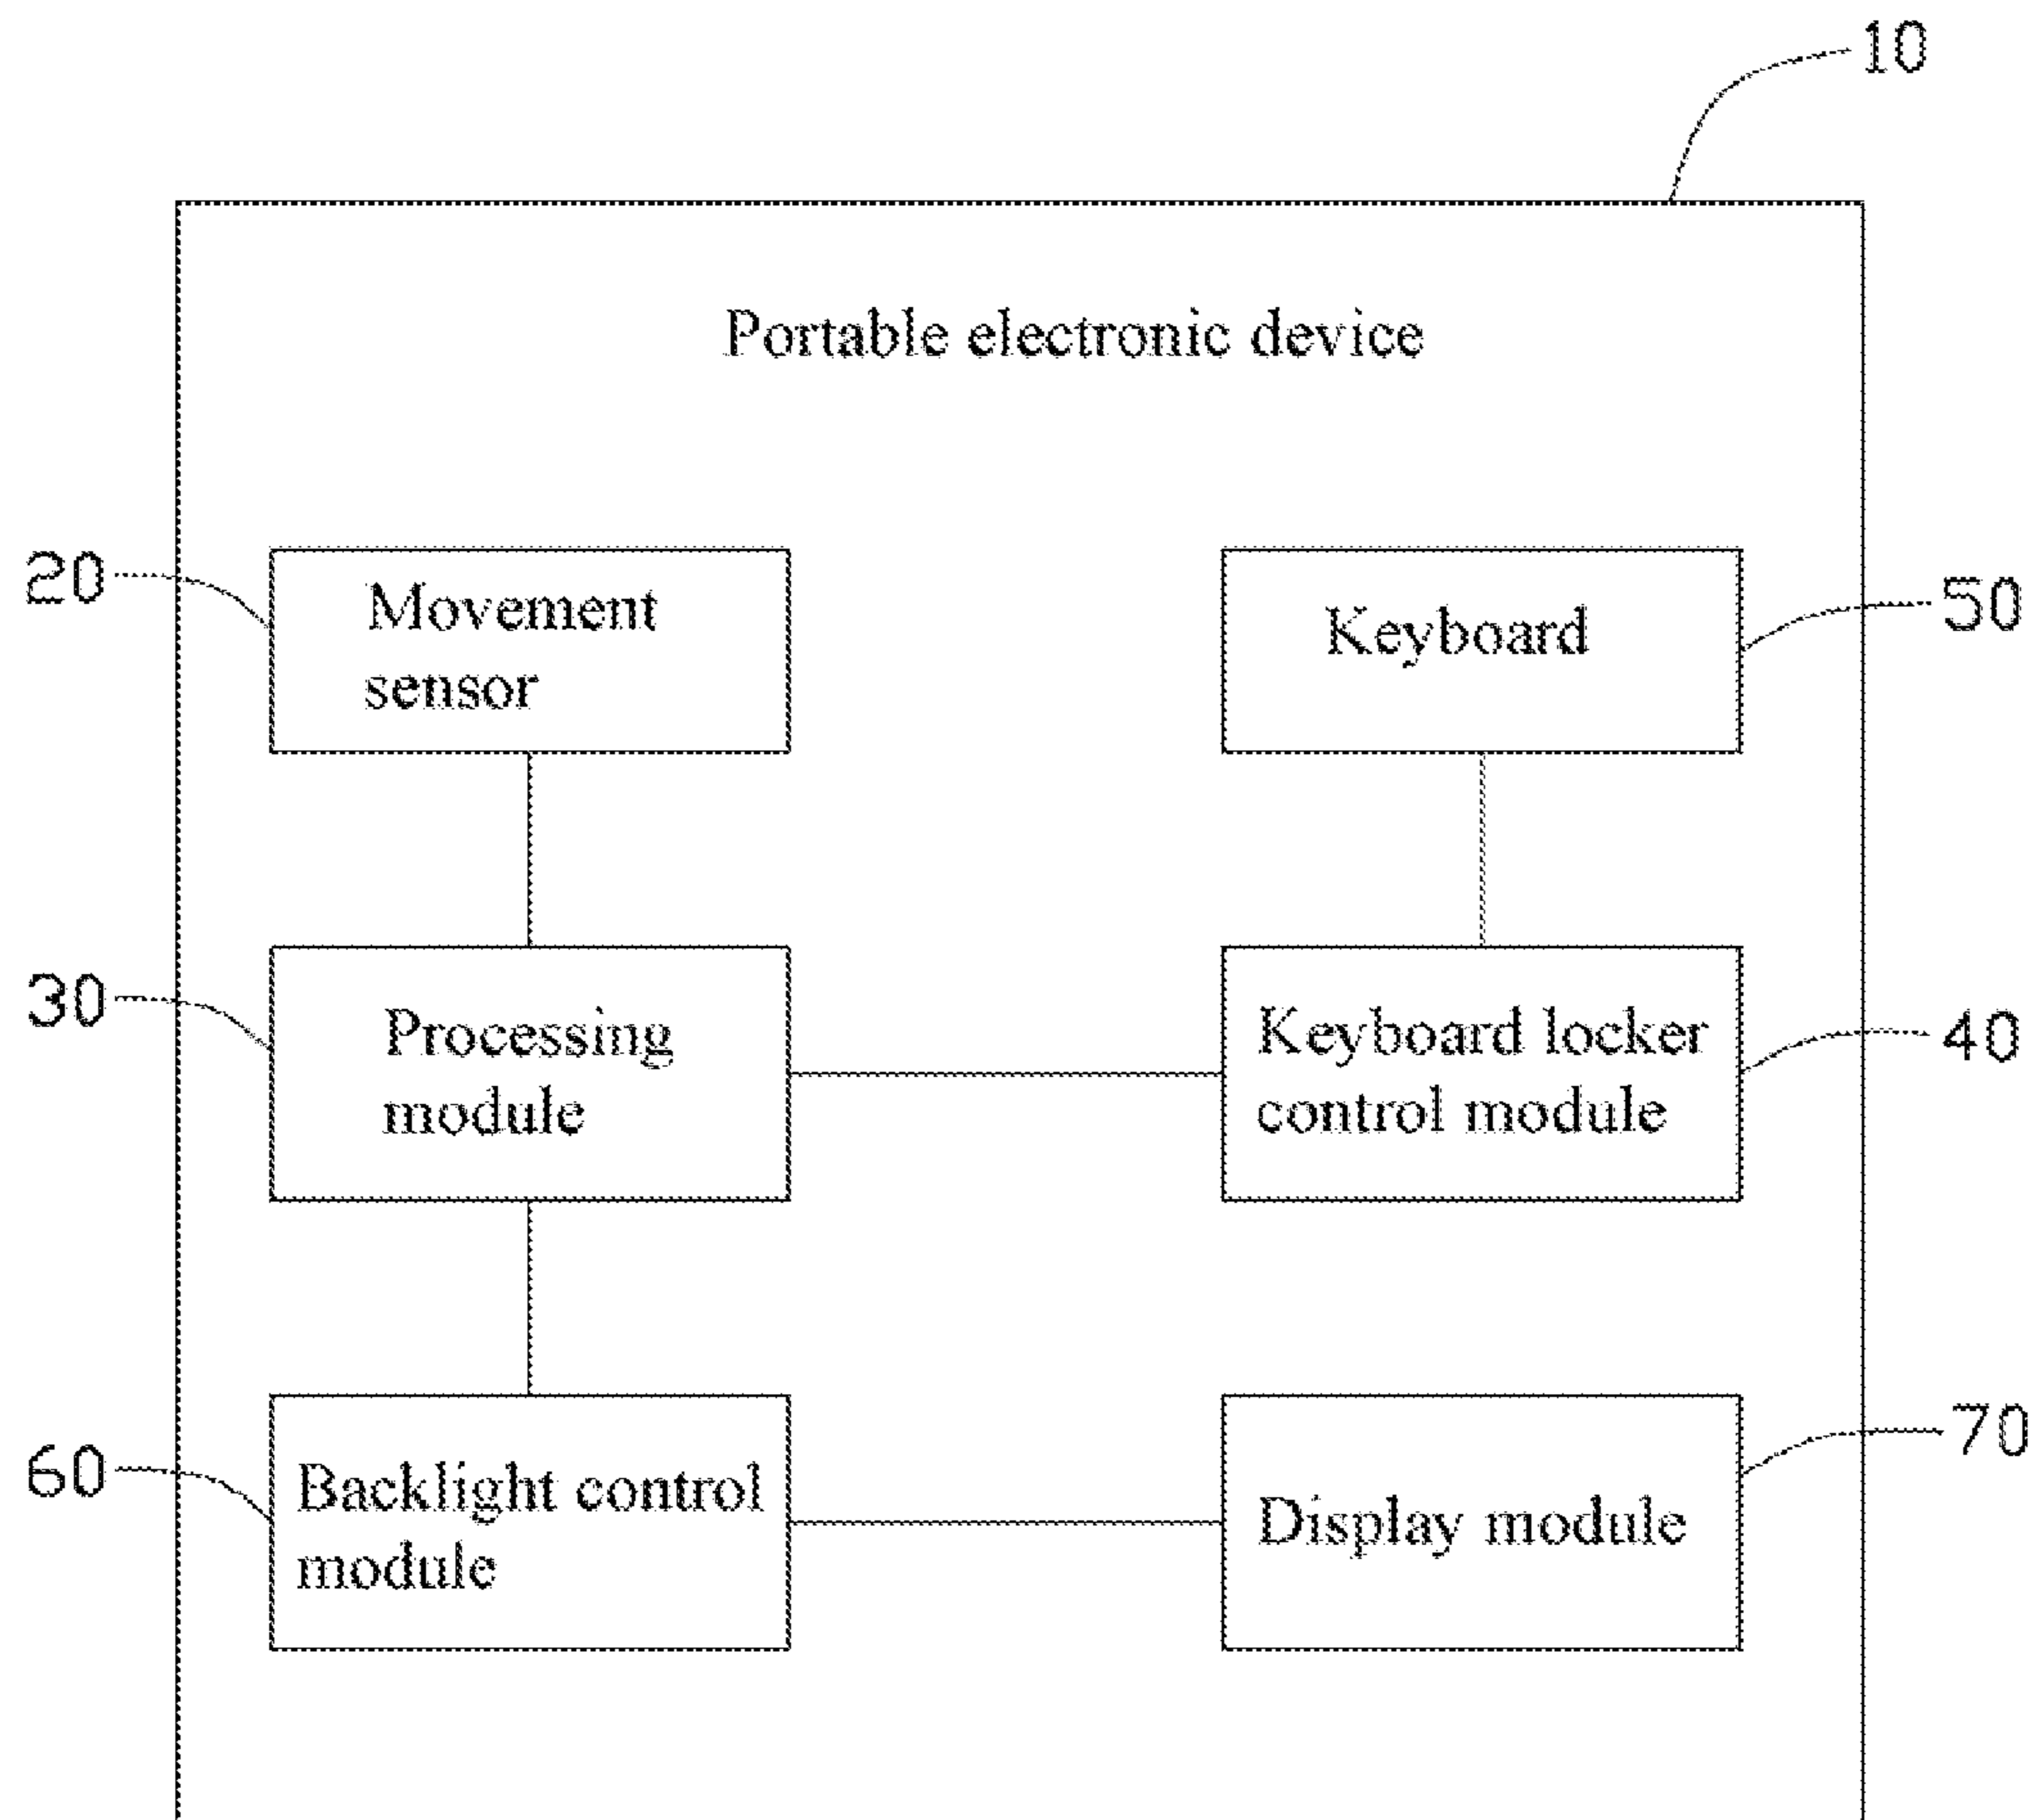 10
Portable electronic device
20
Movement
sensor
Keyboard
50
30
Processing
module
Keyboard locker
control module
40
60
Backlight control
module
Display module
70